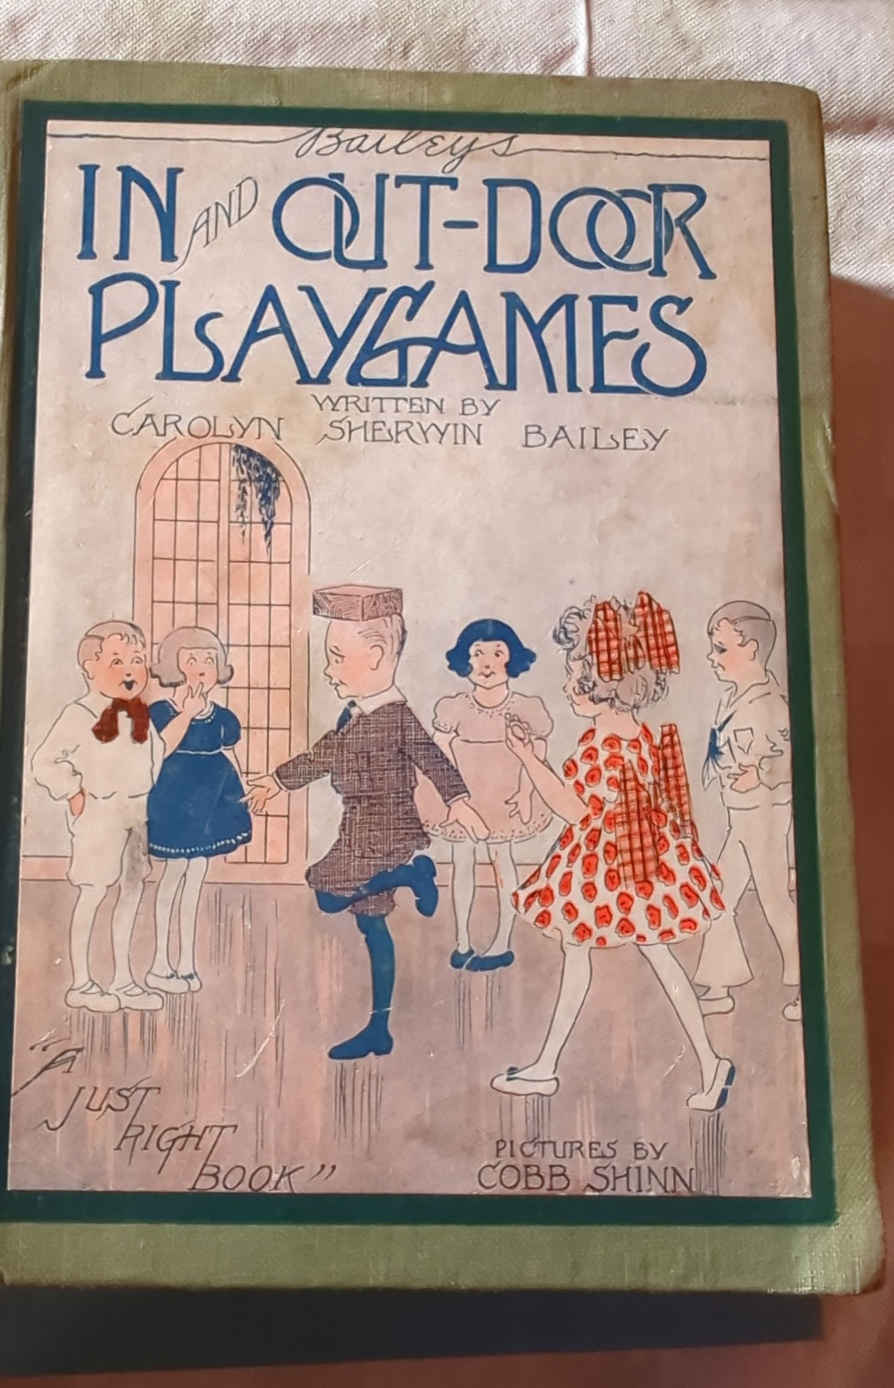 Bailey's
IN AND OUT-DOOR
PLAYGAMES
WRITTEN BY
CAROLYN SHERWIN BAILEY
"A
JUST
RIGHT
BOOK"
PICTURES BY
COBB SHINN